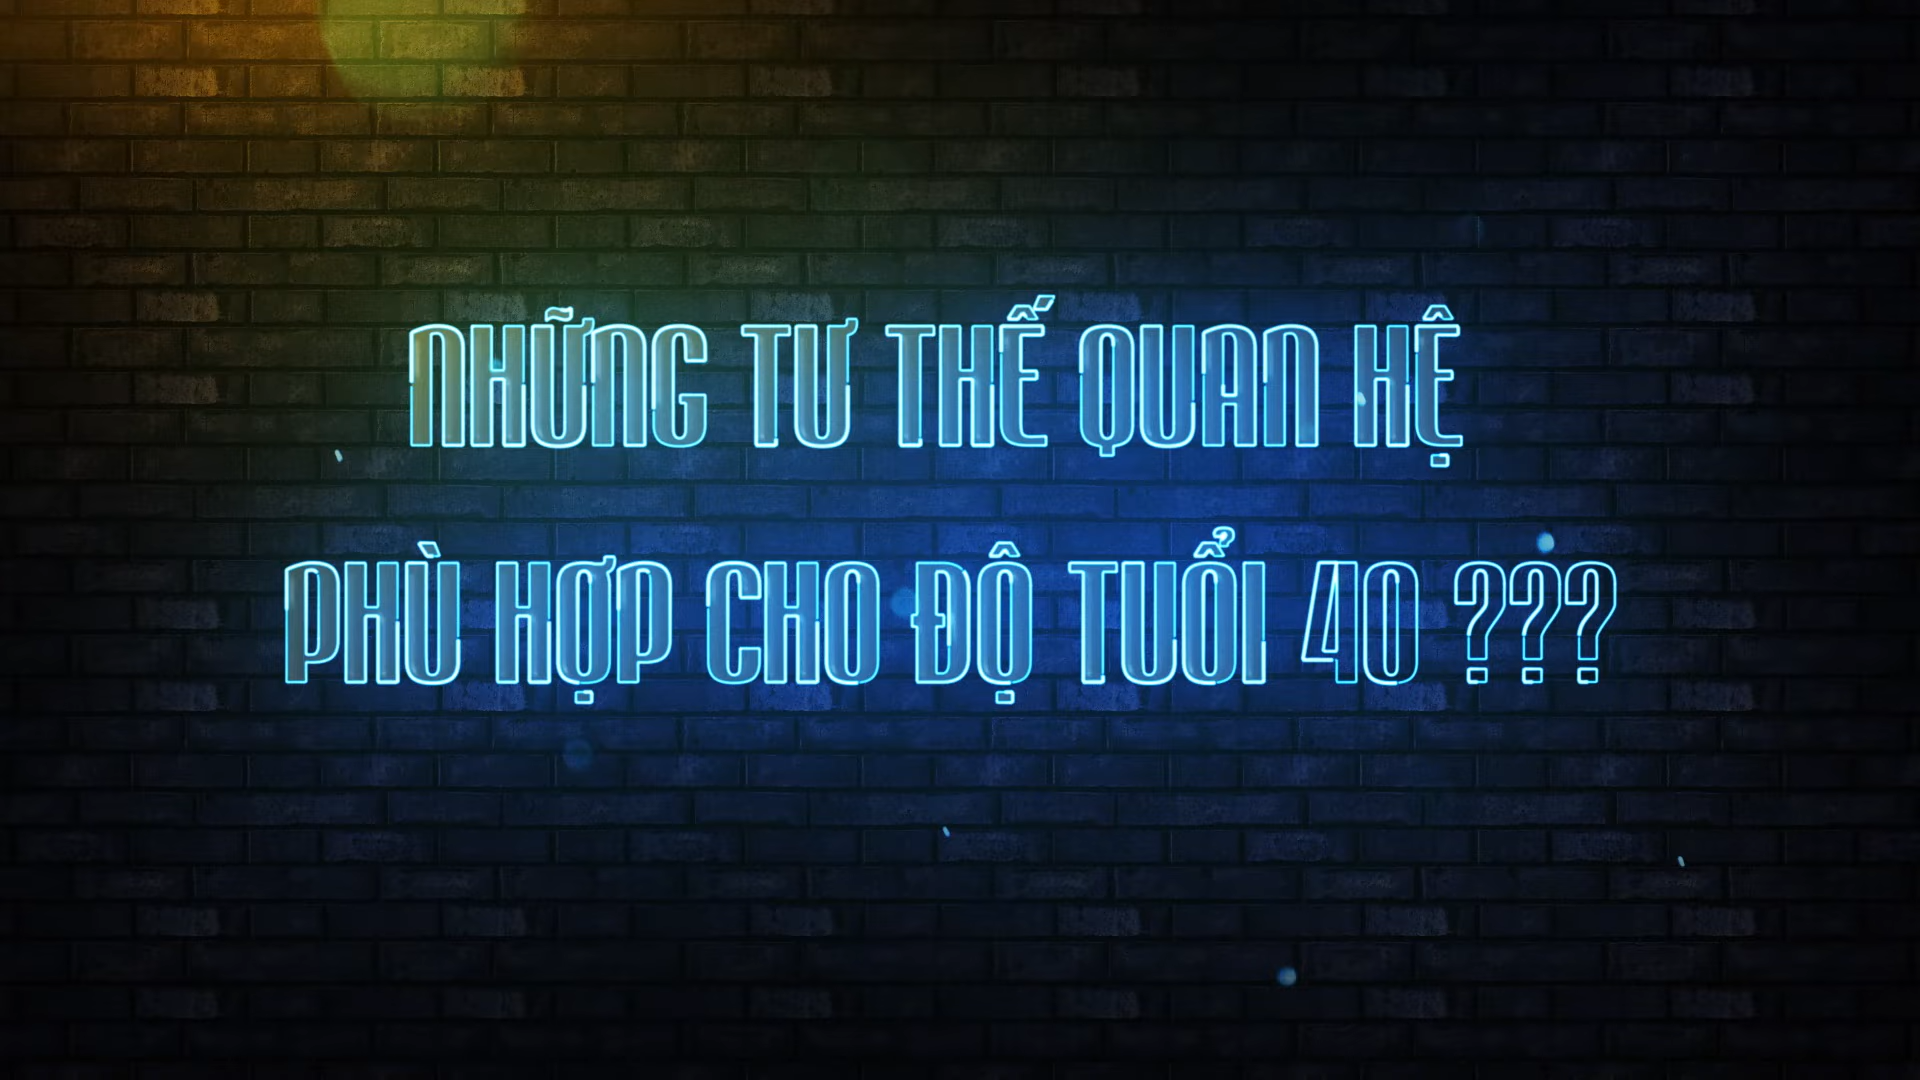 NHỮNG TƯ THẾ QUAN HỆ
PHÙ HỢP CHO ĐỘ TUỔI 40 ???